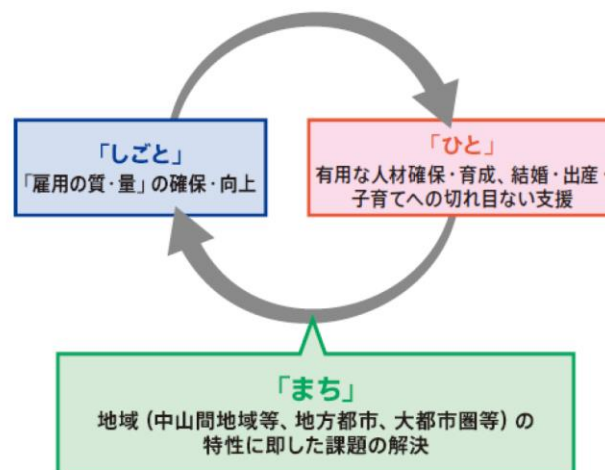 「しごと」
「雇用の質・量」の確保・向上
「ひと」
有用な人材確保・育成、結婚・出産・
子育てへの切れ目ない支援
「まち」
地域（中山間地域等、地方都市、大都市圏等）の
特性に即した課題の解決